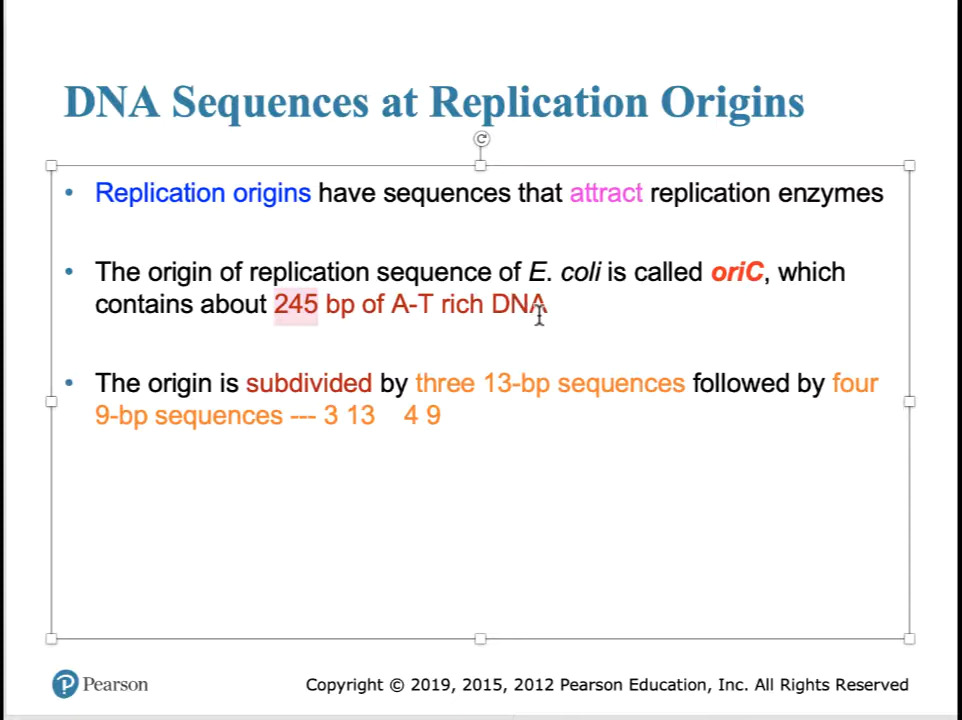 DNA Sequences at Replication Origins
• Replication origins have sequences that attract replication enzymes
• The origin of replication sequence of E. coli is called oriC, which
contains about 245 bp of A-T rich DNA
• The origin is subdivided by three 13-bp sequences followed by four
9-bp sequences --- 3 13    4 9
P Pearson
Copyright © 2019, 2015, 2012 Pearson Education, Inc. All Rights Reserved